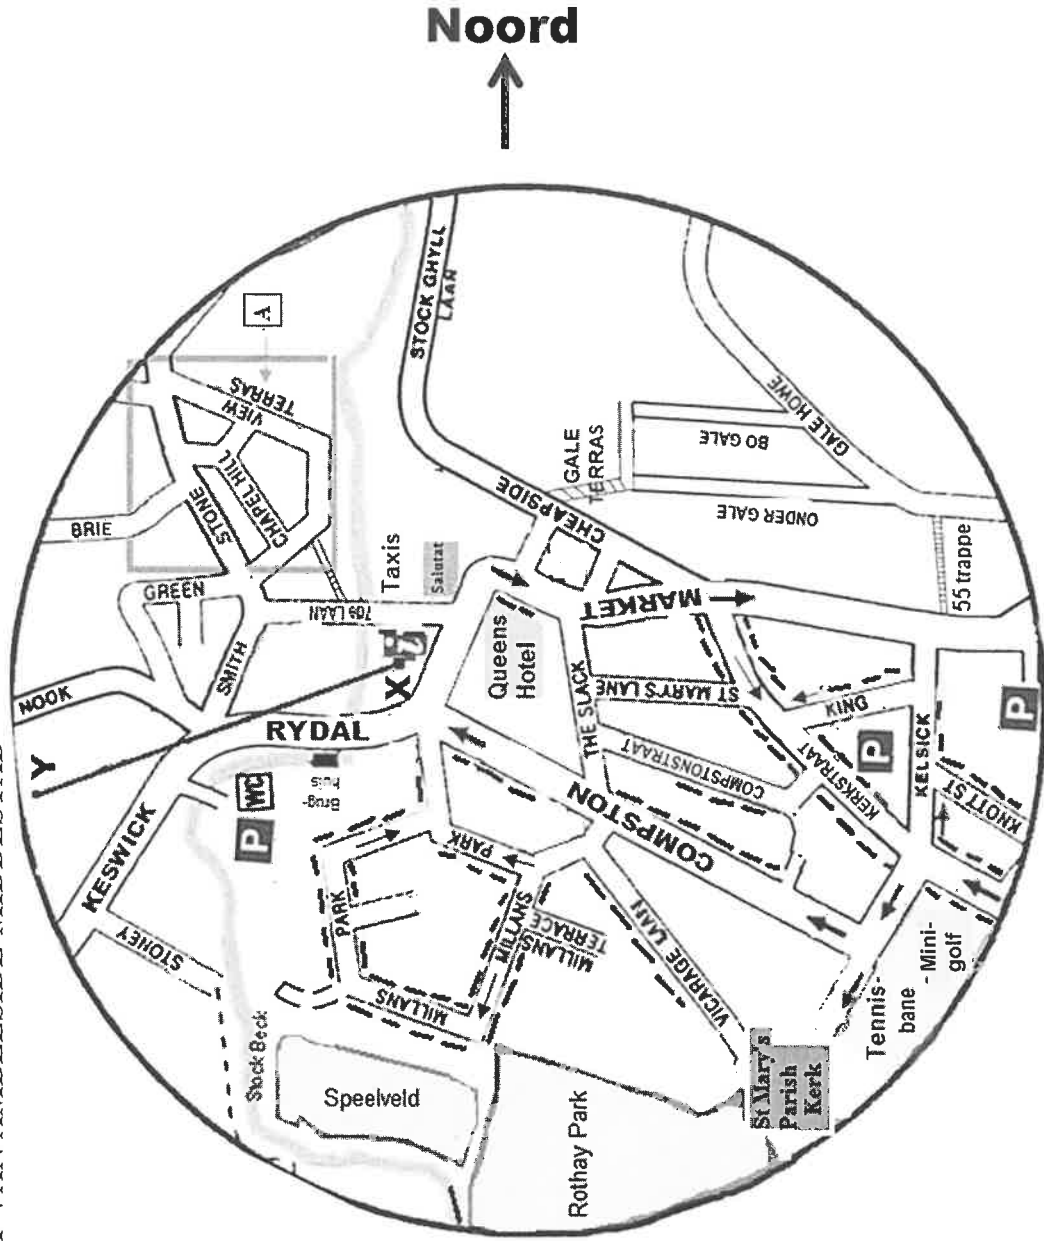 Noord
STOCK GHYLL
LAAN
A
VIEW
TERRAS
CHAPEL HILL
STONE
BRIE
GREEN
NOOK
SMITH
Y
X
RYDAL
Taxis
Salutat
Queens
Hotel
CHEAPSIDE
GALE
TERRAS
BO GALE
ONDER GALE
GALE HOWE
55 trappe
MARKET
THE SLACK
ST MARY'S LANE
COMPSTONSTRAAT
KING
KERKSTRAAT
P
KELSICK
P
KNOTT ST
COMPSTON
KESWICK
WC
P
Brug-
huis
STONEY
PARK
PARK
MILLANS
MILLANS
MILLANS
TERRACE
VICARAGE LAAN
Stock Beck
Speelveld
Rothay Park
St Mary's
Parish
Kerk
Tennis-
bane
- Mini-
golf